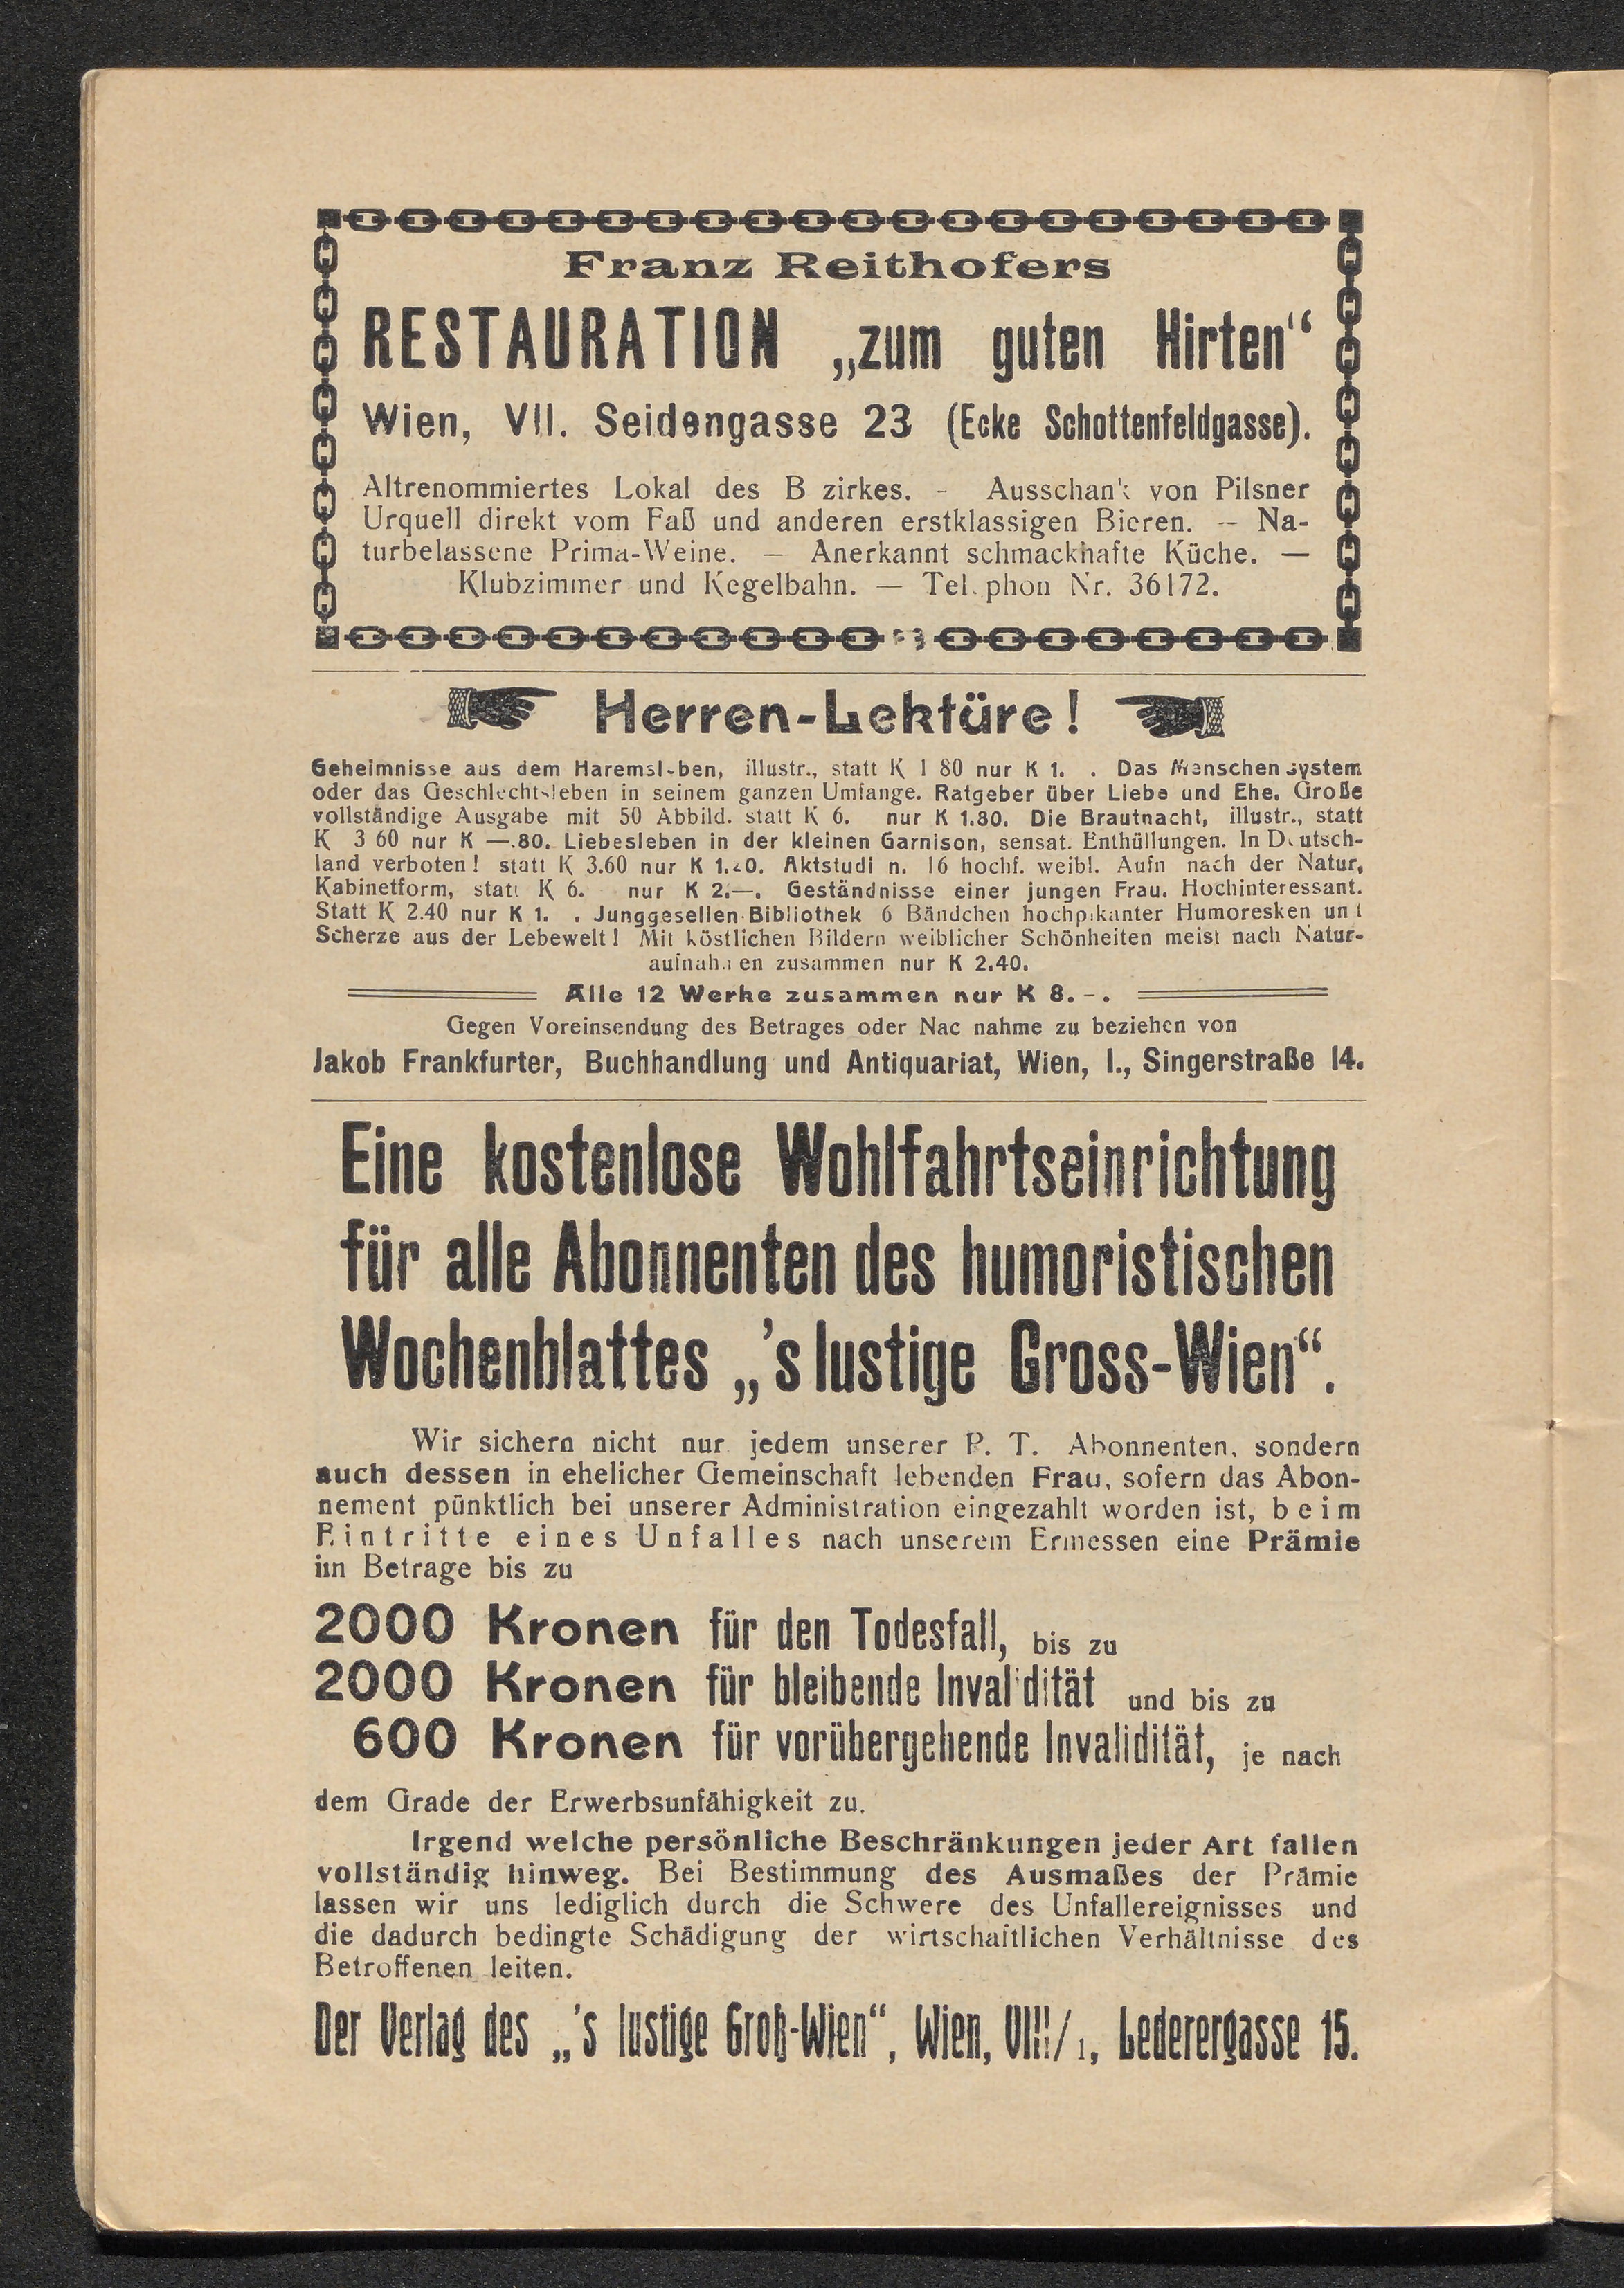 Franz Reithofers
RESTAURATION „zum guten Hirten“
Wien, VII. Seidengasse 23 (Ecke Schottenfeldgasse).
Altrenommiertes Lokal des B zirkes. - Ausschank von Pilsner
Urquell direkt vom Faß und anderen erstklassigen Bieren. — Na-
turbelassene Prima-Weine. — Anerkannt schmackhafte Küche. —
Klubzimmer und Kegelbahn. — Tel. phon Nr. 36172.
Herren-Lektüre!
Geheimnisse aus dem Haremsleben, illustr., statt K 1 80 nur K 1. . Das Menschensystem
oder das Geschlechtsleben in seinem ganzen Umfange. Ratgeber über Liebe und Ehe. Große
vollständige Ausgabe mit 50 Abbild. statt K 6. nur K 1.80. Die Brautnacht, illustr., statt
K 3 60 nur K —.80. Liebesleben in der kleinen Garnison, sensat. Enthüllungen. In Deutsch-
land verboten! statt K 3.60 nur K 1.20. Aktstudi n. 16 hochf. weibl. Aufn nach der Natur,
Kabinetform, statt K 6. nur K 2.—. Geständnisse einer jungen Frau. Hochinteressant.
Statt K 2.40 nur K 1. . Junggesellen-Bibliothek 6 Bändchen hochpikanter Humoresken und
Scherze aus der Lebewelt! Mit köstlichen Bildern weiblicher Schönheiten meist nach Natur-
aufnahmen zusammen nur K 2.40.
Alle 12 Werke zusammen nur K 8.-.
Gegen Voreinsendung des Betrages oder Nac nahme zu beziehen von
Jakob Frankfurter, Buchhandlung und Antiquariat, Wien, I., Singerstraße 14.
Eine kostenlose Wohlfahrtseinrichtung
für alle Abonnenten des humoristischen
Wochenblattes „'s lustige Gross-Wien“.
Wir sichern nicht nur jedem unserer P. T. Abonnenten, sondern
auch dessen in ehelicher Gemeinschaft lebenden Frau, sofern das Abon-
nement pünktlich bei unserer Administration eingezahlt worden ist, beim
Eintritte eines Unfalles nach unserem Ermessen eine Prämie
im Betrage bis zu
2000 Kronen für den Todesfall, bis zu
2000 Kronen für bleibende Invalidität und bis zu
600 Kronen für vorübergehende Invalidität, je nach
dem Grade der Erwerbsunfähigkeit zu.
Irgend welche persönliche Beschränkungen jeder Art fallen
vollständig hinweg. Bei Bestimmung des Ausmaßes der Prämie
lassen wir uns lediglich durch die Schwere des Unfallereignisses und
die dadurch bedingte Schädigung der wirtschaftlichen Verhältnisse des
Betroffenen leiten.
Der Verlag des „'s lustige Groß-Wien“, Wien, VIII/1, Lederergasse 15.